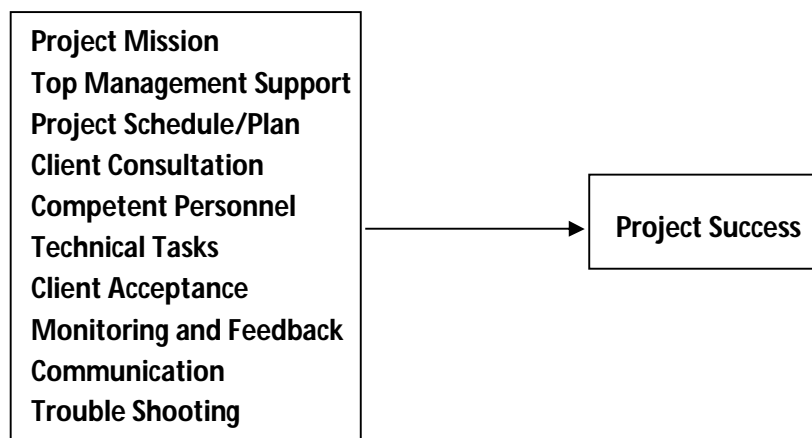 Project Mission
Top Management Support
Project Schedule/Plan
Client Consultation
Competent Personnel
Technical Tasks
Client Acceptance
Monitoring and Feedback
Communication
Trouble Shooting
Project Success